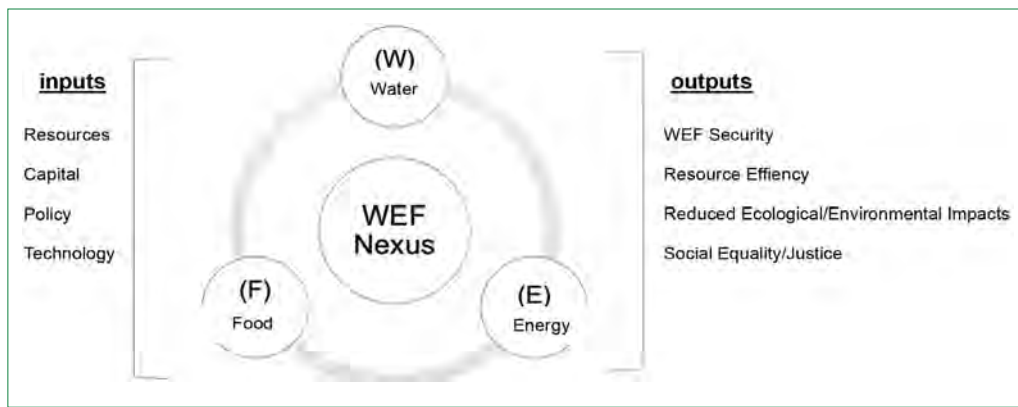 inputs
Resources
Capital
Policy
Technology
(W)
Water
WEF
Nexus
(F)
Food
(E)
Energy
outputs
WEF Security
Resource Effiency
Reduced Ecological/Environmental Impacts
Social Equality/Justice